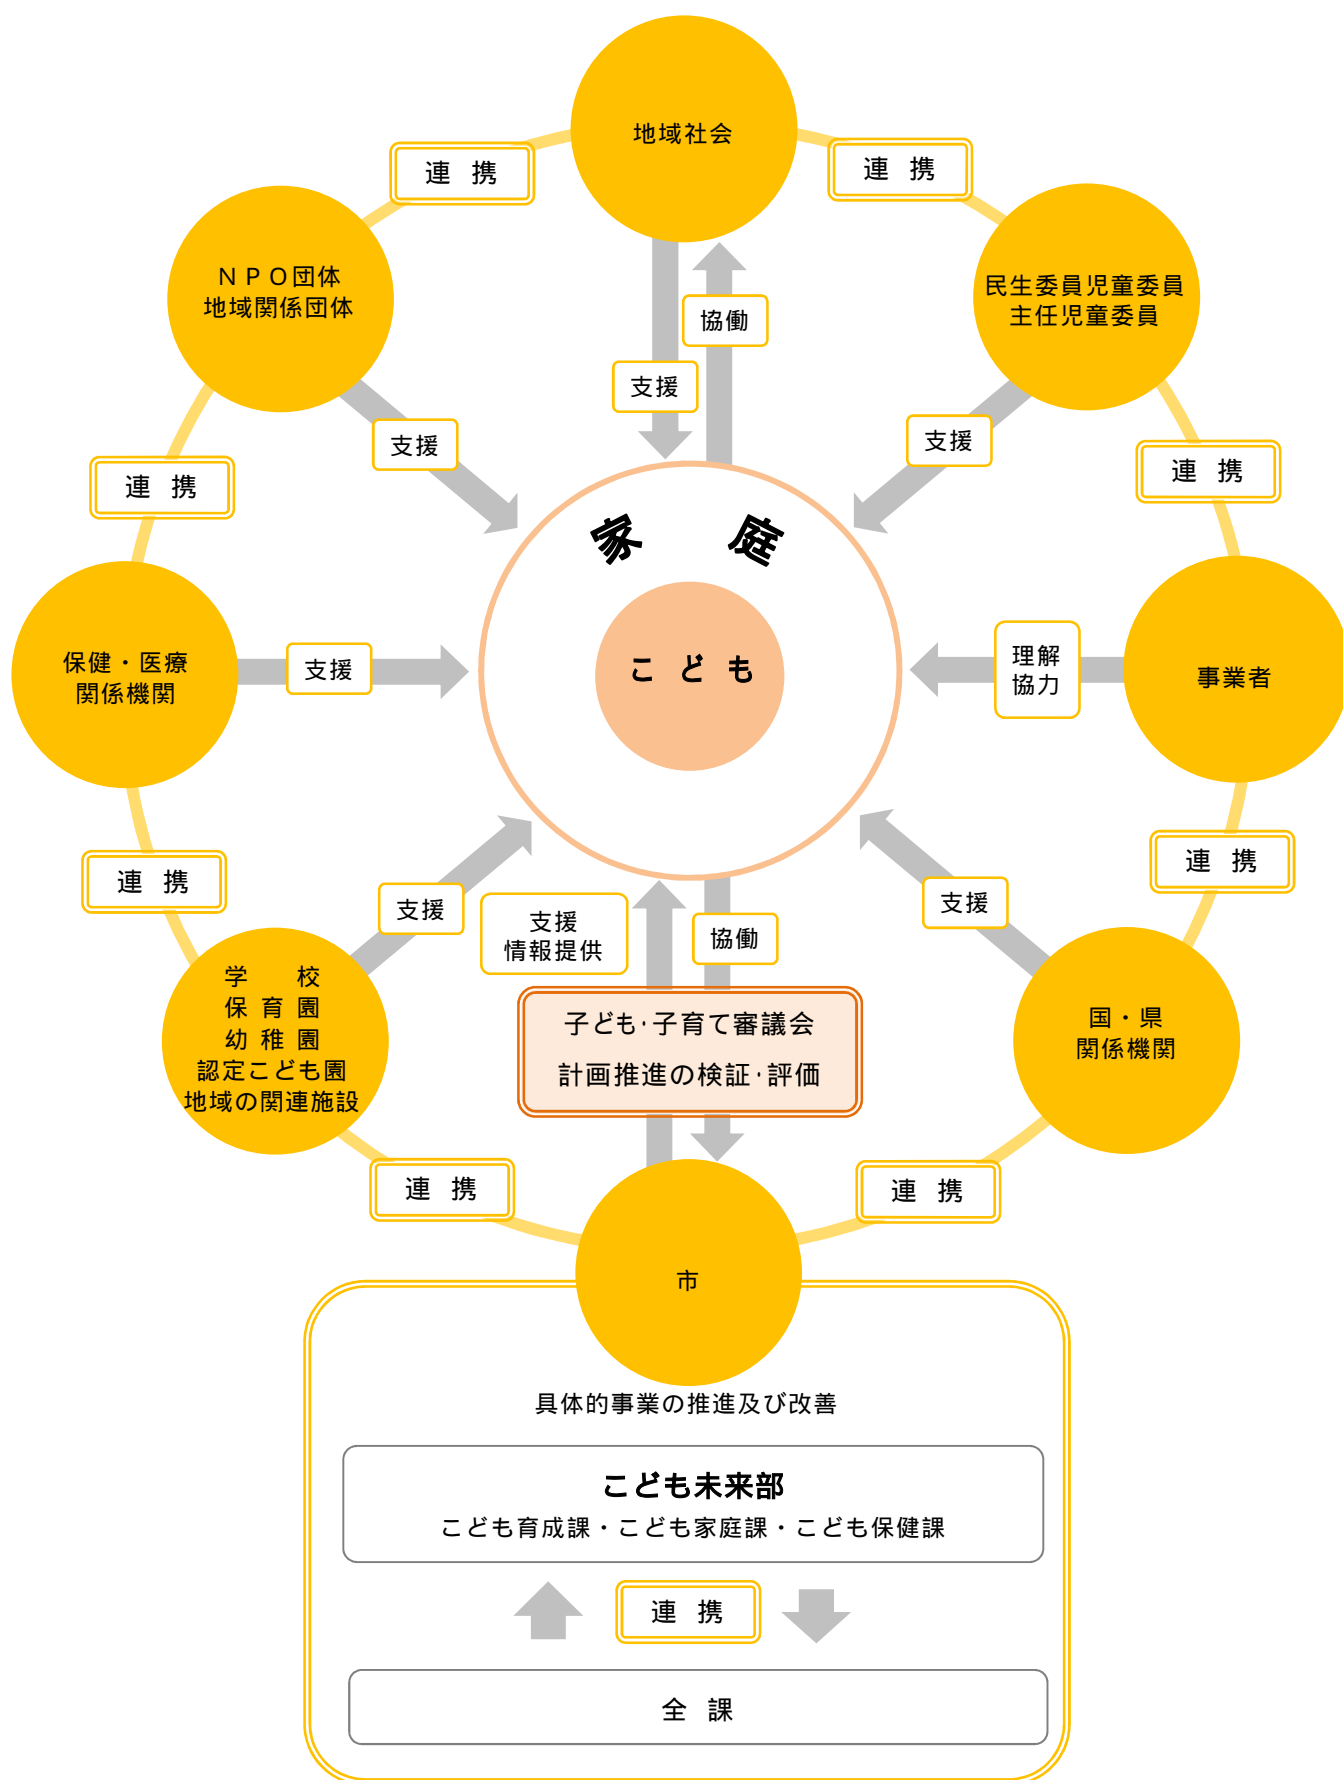 地域社会
連 携
連 携
ＮＰＯ団体
地域関係団体
民生委員児童委員
主任児童委員
協働
支援
支援
支援
連 携
連 携
家 庭
こ ど も
保健・医療
関係機関
支援
理解
協力
事業者
連 携
連 携
支援
支援
情報提供
協働
支援
学 校
保 育 園
幼 稚 園
認定こども園
地域の関連施設
子ども・子育て審議会
計画推進の検証・評価
国・県
関係機関
連 携
連 携
市
具体的事業の推進及び改善
こども未来部
こども育成課・こども家庭課・こども保健課
連 携
全 課